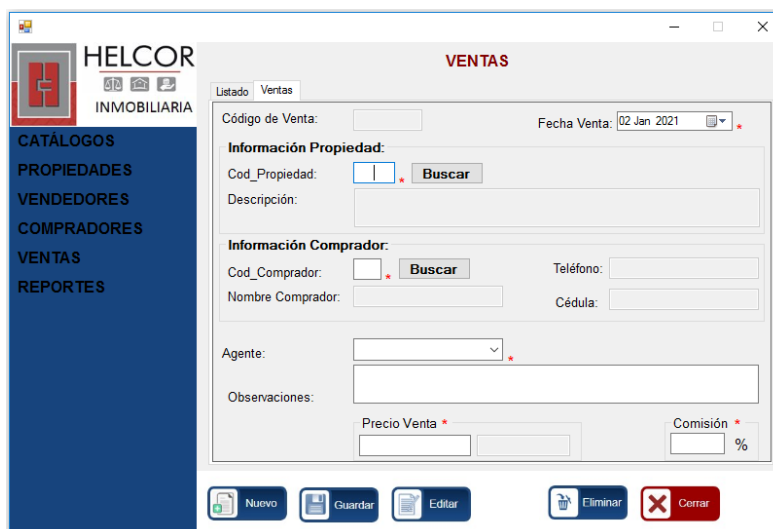 HELCOR
INMOBILIARIA
CATÁLOGOS
PROPIEDADES
VENDEDORES
COMPRADORES
VENTAS
REPORTES
VENTAS
Listado Ventas
Código de Venta:
Fecha Venta: 02 Jan 2021 *
Información Propiedad:
Cod_Propiedad: * Buscar
Descripción:
Información Comprador:
Cod_Comprador: * Buscar Teléfono:
Nombre Comprador: Cédula:
Agente: *
Observaciones:
Precio Venta * Comisión *
%
Nuevo Guardar Editar Eliminar Cerrar